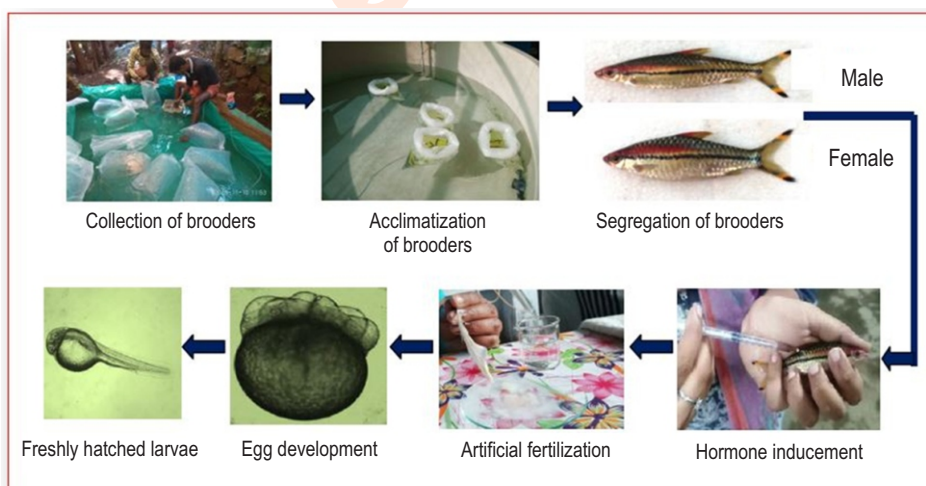 Male
Female
Collection of brooders
Acclimatization
of brooders
Segregation of brooders
Freshly hatched larvae
Egg development
Artificial fertilization
Hormone inducement